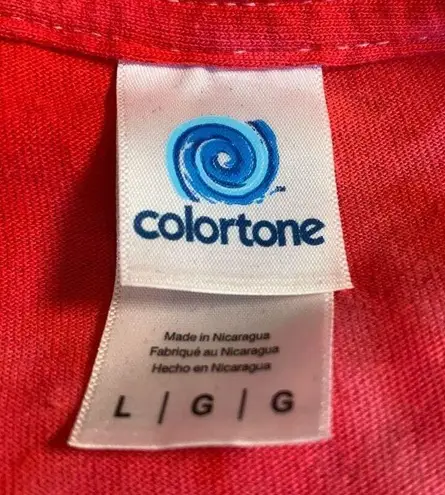 colortone
Made in Nicaragua
Fabriqué au Nicaragua
Hecho en Nicaragua
L | G | G